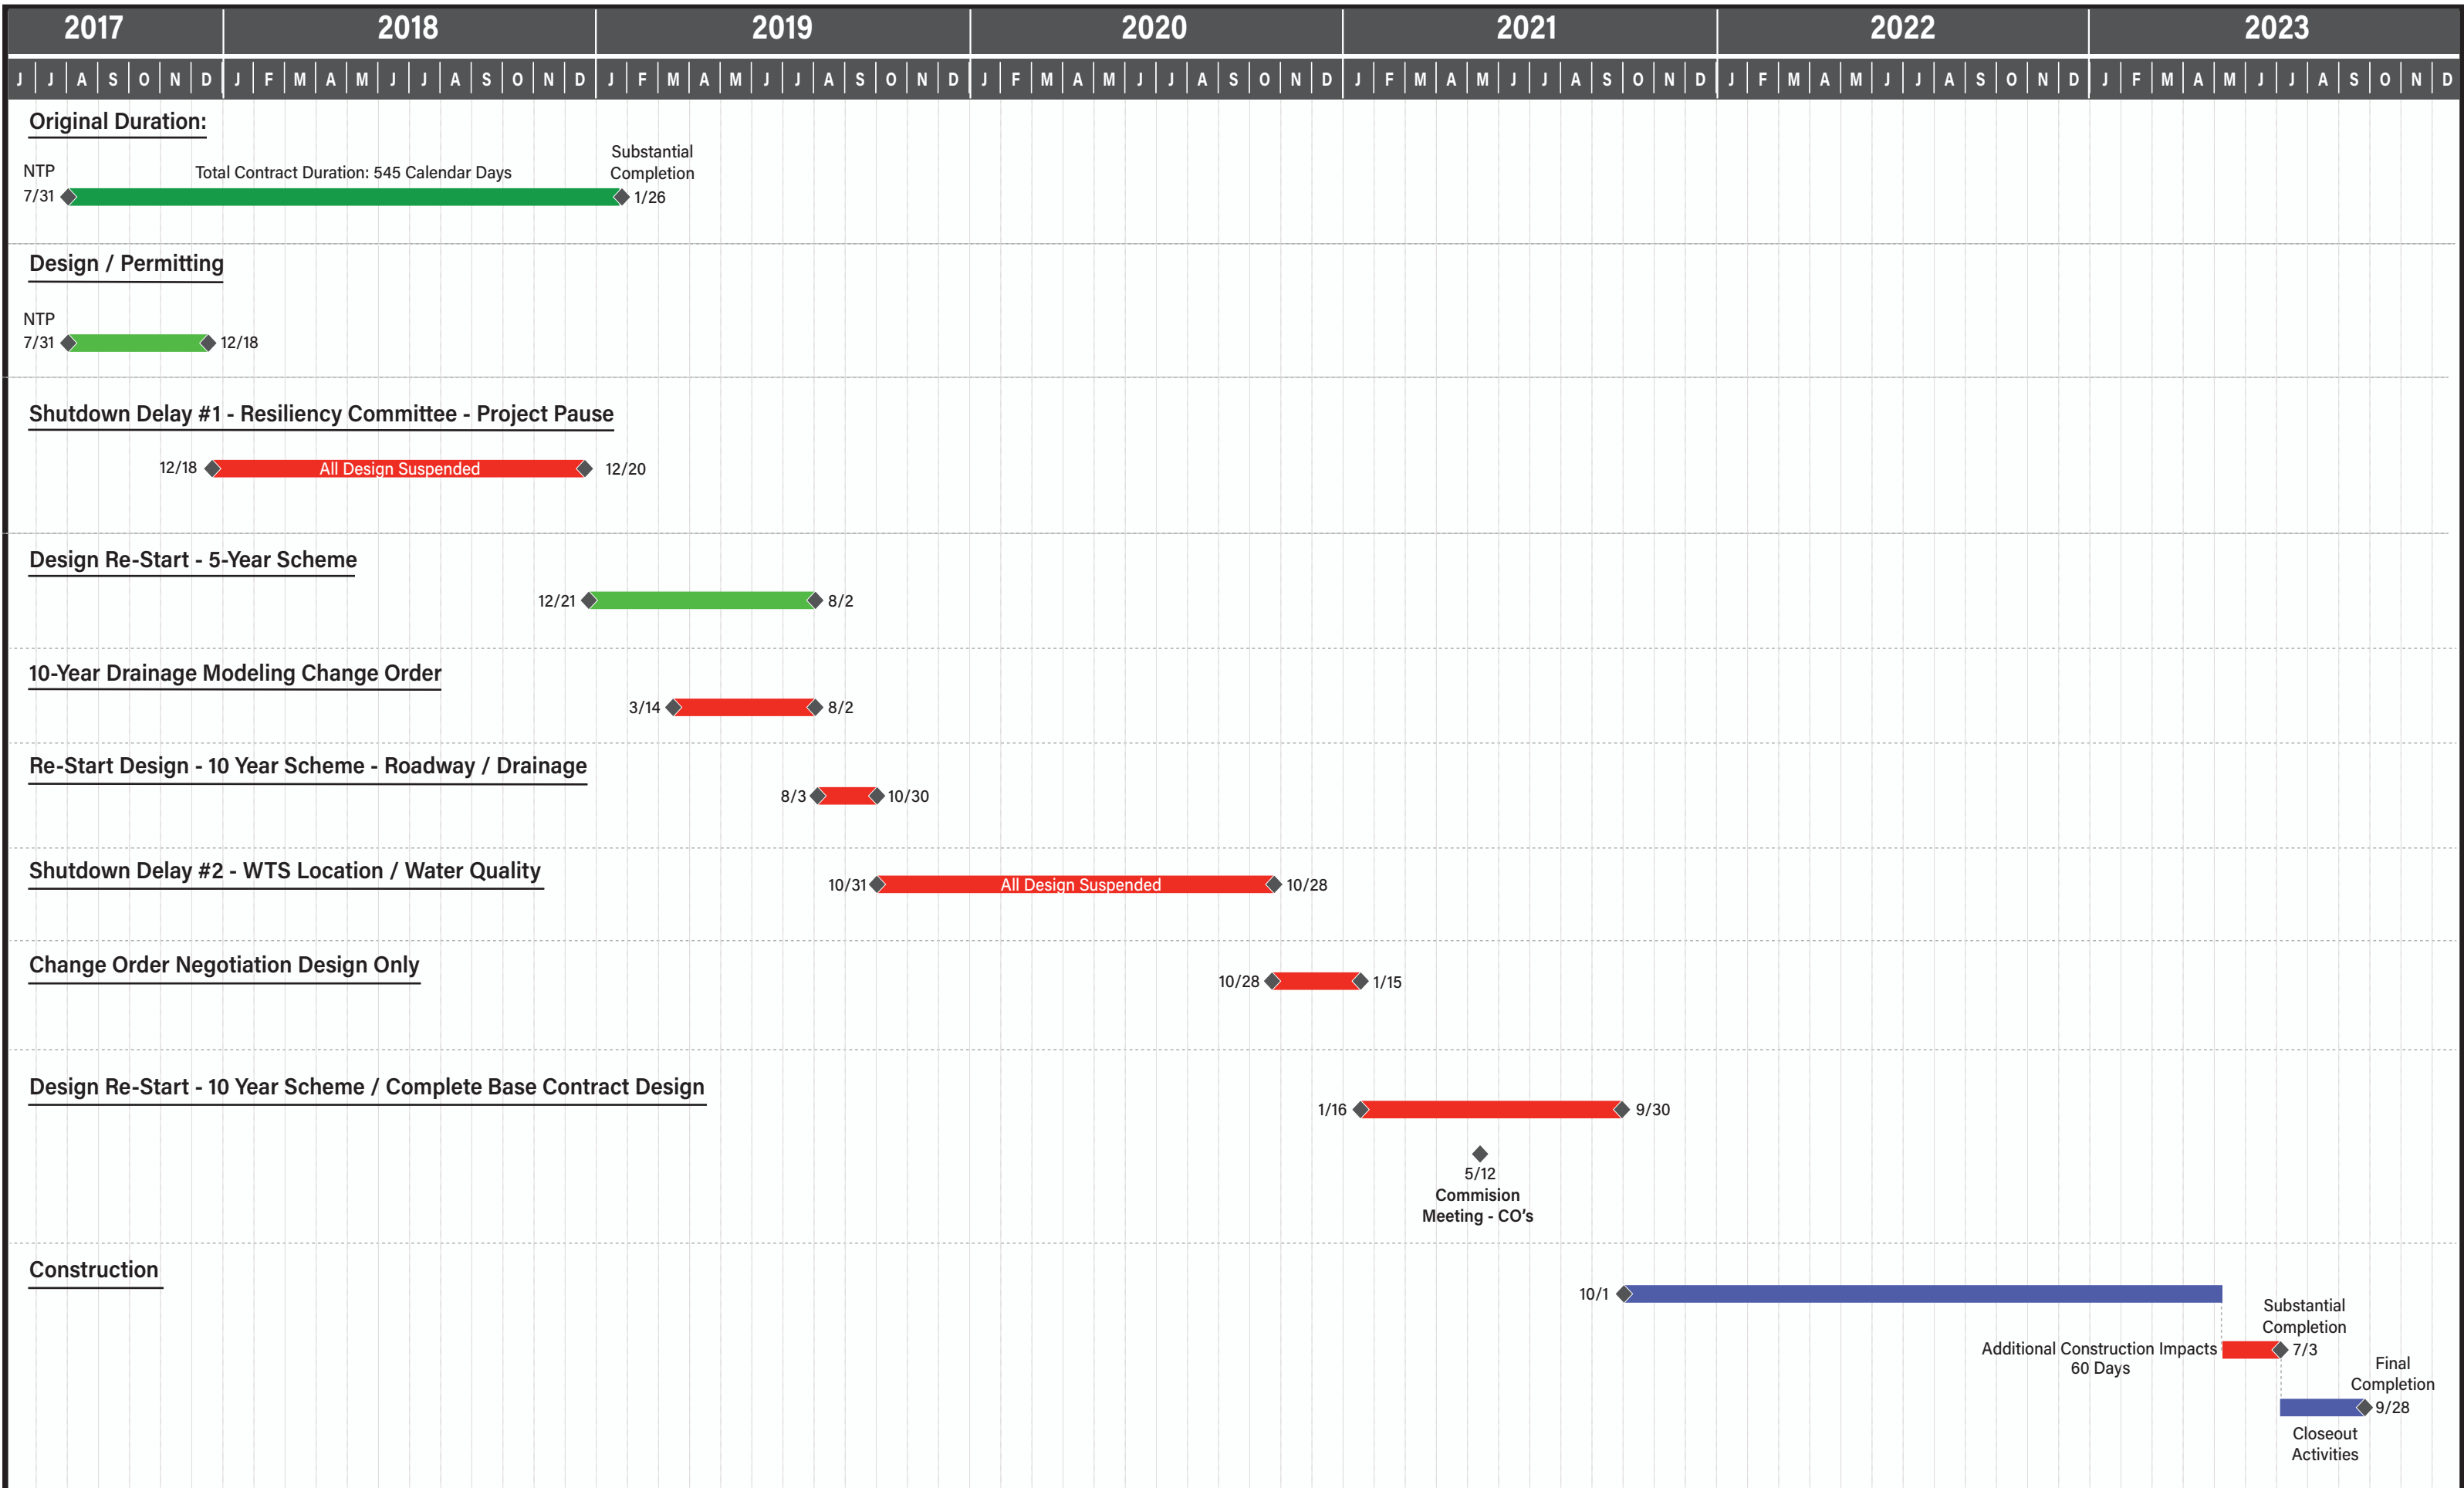 2017 2018 2019 2020 2021 2022 2023
J J A S O N D J F M A M J J A S O N D J F M A M J J A S O N D J F M A M J J A S O N D J F M A M J J A S O N D J F M A M J J A S O N D J F M A M J J A S O N D
Original Duration:
Substantial
Completion
NTP
Total Contract Duration: 545 Calendar Days
7/31
1/26
Design / Permitting
NTP
7/31
12/18
Shutdown Delay #1 - Resiliency Committee - Project Pause
12/18
All Design Suspended
12/20
Design Re-Start - 5-Year Scheme
12/21
8/2
10-Year Drainage Modeling Change Order
3/14
8/2
Re-Start Design - 10 Year Scheme - Roadway / Drainage
8/3
10/30
Shutdown Delay #2 - WTS Location / Water Quality
10/31
All Design Suspended
10/28
Change Order Negotiation Design Only
10/28
1/15
Design Re-Start - 10 Year Scheme / Complete Base Contract Design
1/16
9/30
5/12
Commision
Meeting - CO's
Construction
10/1
Substantial
Completion
Additional Construction Impacts
60 Days
7/3
Final
Completion
9/28
Closeout
Activities